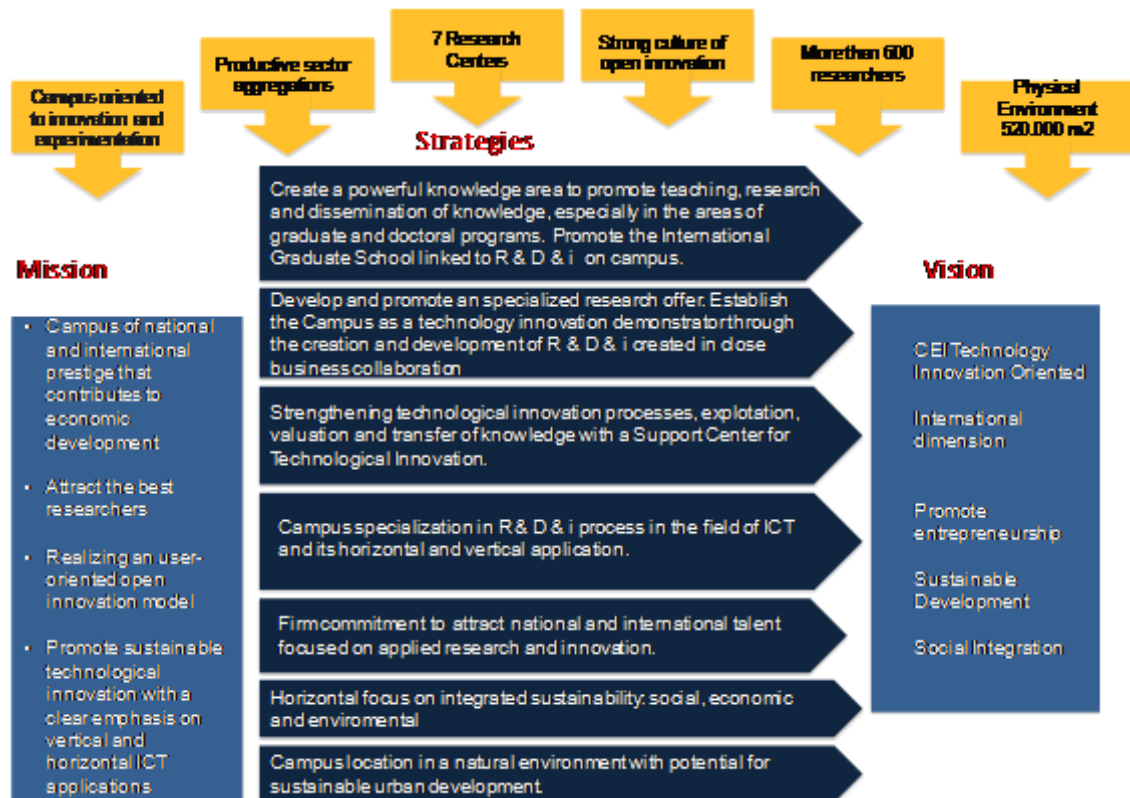 Campus oriented
to innovation and
experimentation
Productive sector
aggregations
7 Research
Centers
Strong culture of
open innovation
More than 600
researchers
Physical
Environment
520.000 m2
Strategies
Mission
• Campus of national
and international
prestige that
contributes to
economic
development
• Attract the best
researchers
• Realizing an user-
oriented open
innovation model
• Promote sustainable
technological
innovation with a
clear emphasis on
vertical and
horizontal ICT
applications
Create a powerful knowledge area to promote teaching, research
and dissemination of knowledge, especially in the areas of
graduate and doctoral programs. Promote the International
Graduate School linked to R & D & i on campus.
Develop and promote an specialized research offer. Establish
the Campus as a technology innovation demonstrator through
the creation and development of R & D & i created in close
business collaboration
Strengthening technological innovation processes, explotation,
valuation and transfer of knowledge with a Support Center for
Technological Innovation.
Campus specialization in R & D & i process in the field of ICT
and its horizontal and vertical application.
Firm commitment to attract national and international talent
focused on applied research and innovation.
Horizontal focus on integrated sustainability: social, economic
and enviromental
Campus location in a natural environment with potential for
sustainable urban development.
Vision
CEI Technology
Innovation Oriented
International
dimension
Promote
entrepreneurship
Sustainable
Development
Social Integration